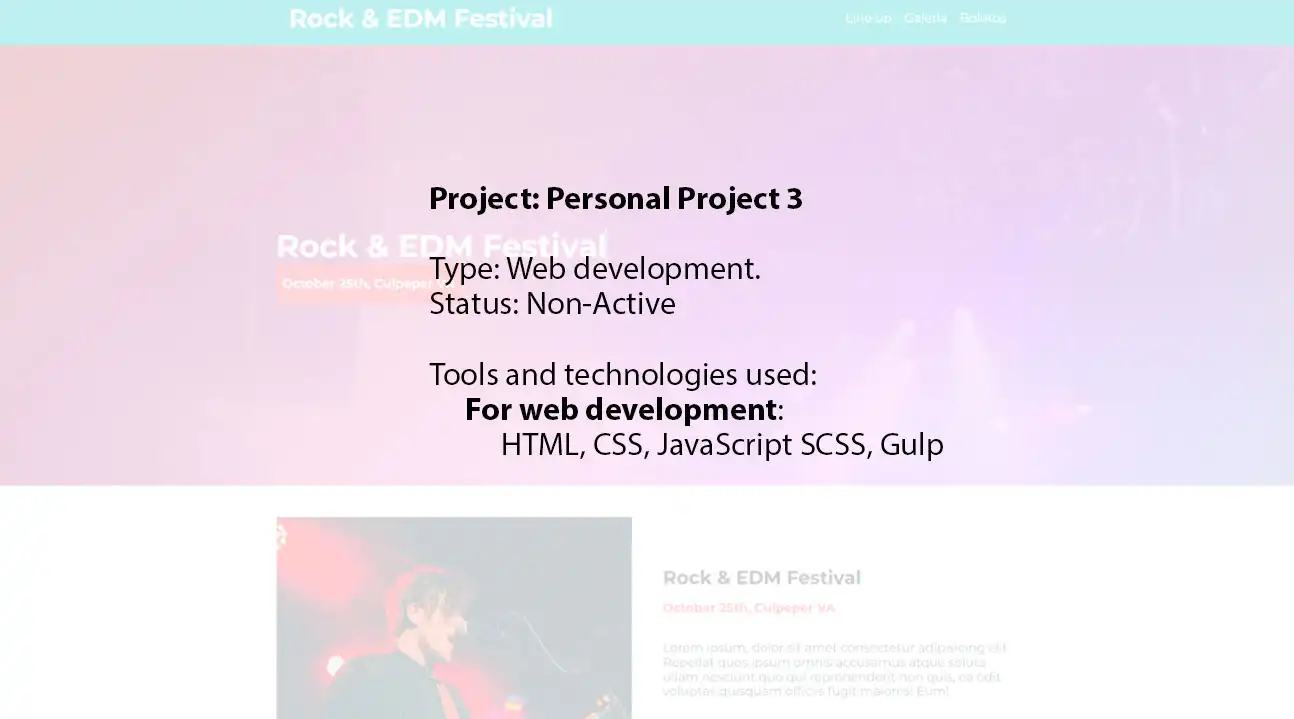 Rock & EDM Festival
Line up Galería Boletos
Project: Personal Project 3
Rock & EDM Festival
Type: Web development.
October 25th, Culpeper VA
Status: Non-Active
Tools and technologies used:
For web development:
HTML, CSS, JavaScript SCSS, Gulp
Rock & EDM Festival
October 25th, Culpeper VA
Lorem ipsum, dolor sit amet consectetur adipisicing elit.
Repellat quos ipsum omnis accusamus atque soluta
ullam nesciunt quo qui reprehenderit non quis, ea odit
voluptas quisquam officiis fugit maiores! Eum!